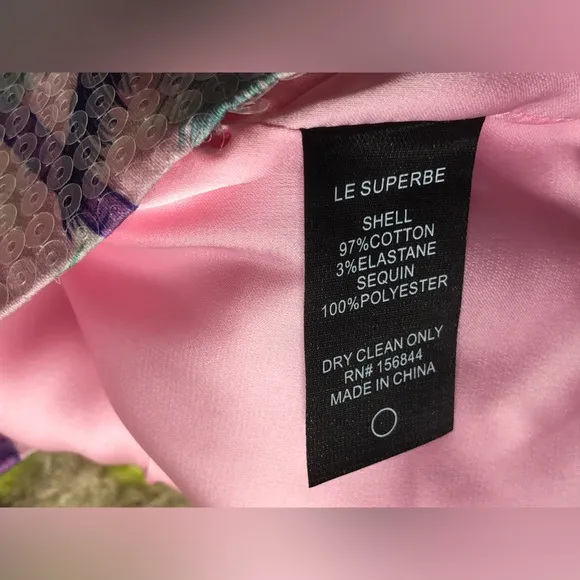 LE SUPERBE
SHELL
97%COTTON
3%ELASTANE
SEQUIN
100%POLYESTER
DRY CLEAN ONLY
RN# 156844
MADE IN CHINA